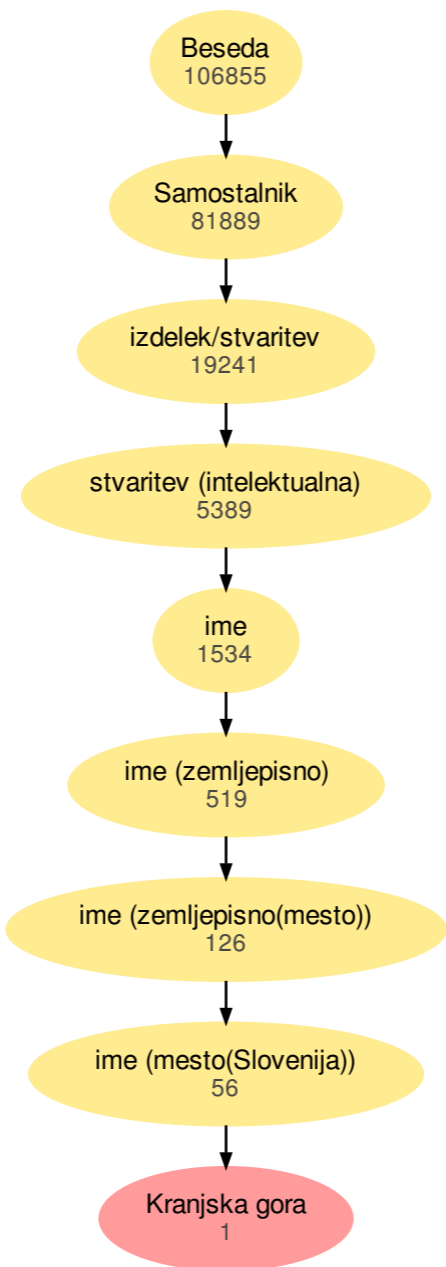 Beseda
106855
Samostalnik
81889
izdelek/stvaritev
19241
stvaritev (intelektualna)
5389
ime
1534
ime (zemljepisno)
519
ime (zemljepisno(mesto))
126
ime (mesto(Slovenija))
56
Kranjska gora
1